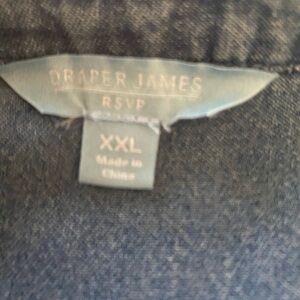 DRAPER JAMES
RSVP
XXL
Made in
China